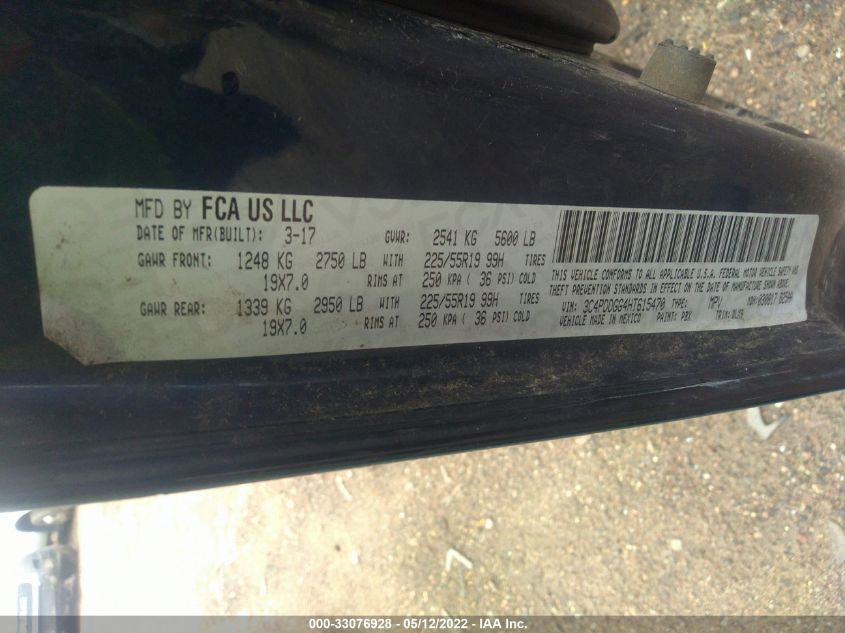 MFD BY FCA US LLC
DATE OF MFR(BUILT): 3-17 GVWR: 2541 KG 5600 LB
GAWR FRONT: 1248 KG 2750 LB WITH 225/55R19 99H TIRES
19X7.0 RIMS AT 250 KPA ( 36 PSI) COLD
GAWR REAR: 1339 KG 2950 LB WITH 225/55R19 99H TIRES
19X7.0 RIMS AT 250 KPA ( 36 PSI) COLD
THIS VEHICLE CONFORMS TO ALL APPLICABLE U.S.A. FEDERAL MOTOR VEHICLE SAFETY AND
THEFT PREVENTION STANDARDS IN EFFECT ON THE DATE OF MANUFACTURE SHOWN ABOVE.
VIN: 3C4PDDGG4HT615470 TYPE: MPV MDH:
VEHICLE MADE IN MEXICO PAINT: PBX TRIM:
000-33076928 - 05/12/2022 - IAA Inc.